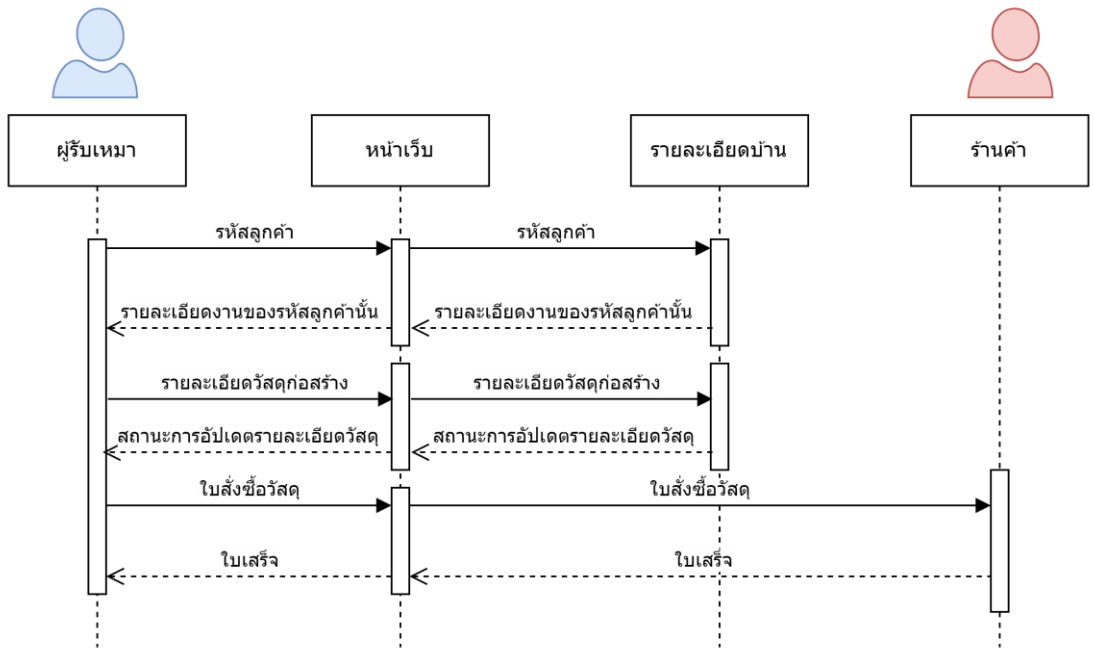 ผู้รับเหมา
หน้าเว็บ
รายละเอียดบ้าน
ร้านค้า
รหัสลูกค้า
รหัสลูกค้า
รายละเอียดงานของรหัสลูกค้านั้น
รายละเอียดงานของรหัสลูกค้านั้น
รายละเอียดวัสดุก่อสร้าง
รายละเอียดวัสดุก่อสร้าง
สถานะการอัปเดตรายละเอียดวัสดุ
สถานะการอัปเดตรายละเอียดวัสดุ
ใบสั่งซื้อวัสดุ
ใบสั่งซื้อวัสดุ
ใบเสร็จ
ใบเสร็จ